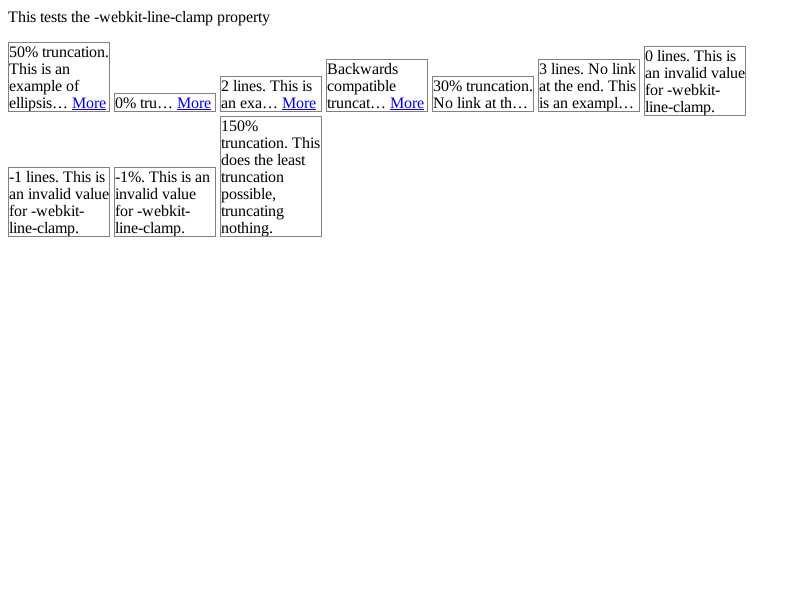 This tests the -webkit-line-clamp property
50% truncation.
This is an
example of
ellipsis… More
0% tru… More
2 lines. This is
an exa… More
Backwards
compatible
truncat… More
30% truncation.
No link at th…
3 lines. No link
at the end. This
is an exampl…
0 lines. This is
an invalid value
for -webkit-
line-clamp.
-1 lines. This is
an invalid value
for -webkit-
line-clamp.
-1%. This is an
invalid value
for -webkit-
line-clamp.
150%
truncation. This
does the least
truncation
possible,
truncating
nothing.